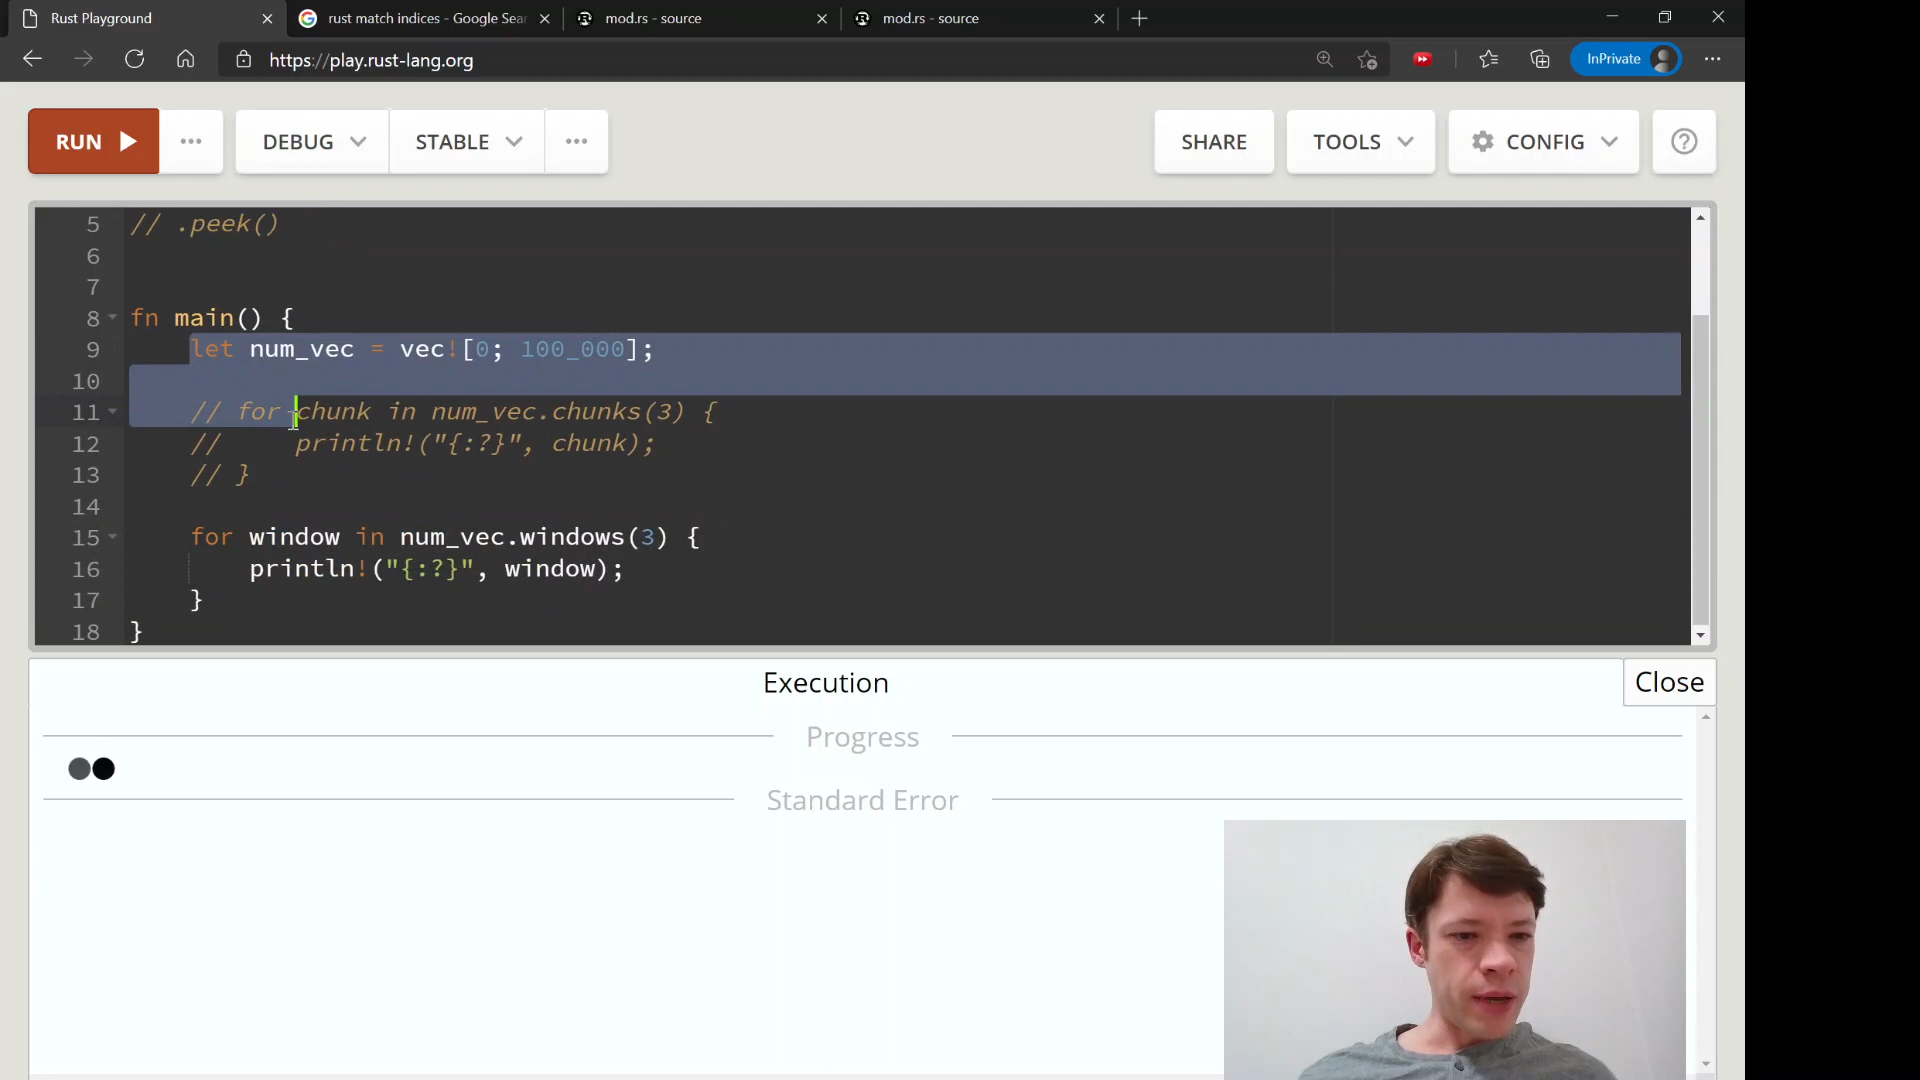 Rust Playground
rust match indices - Google Sear
mod.rs - source
mod.rs - source
https://play.rust-lang.org
InPrivate
RUN
DEBUG
STABLE
SHARE
TOOLS
CONFIG
5 // .peek()
6
7
8 fn main() {
9 let num_vec = vec![0; 100_000];
10
11 // for chunk in num_vec.chunks(3) {
12 //     println!("{:?}", chunk);
13 // }
14
15 for window in num_vec.windows(3) {
16 println!("{:?}", window);
17 }
18 }
Execution
Close
Progress
Standard Error